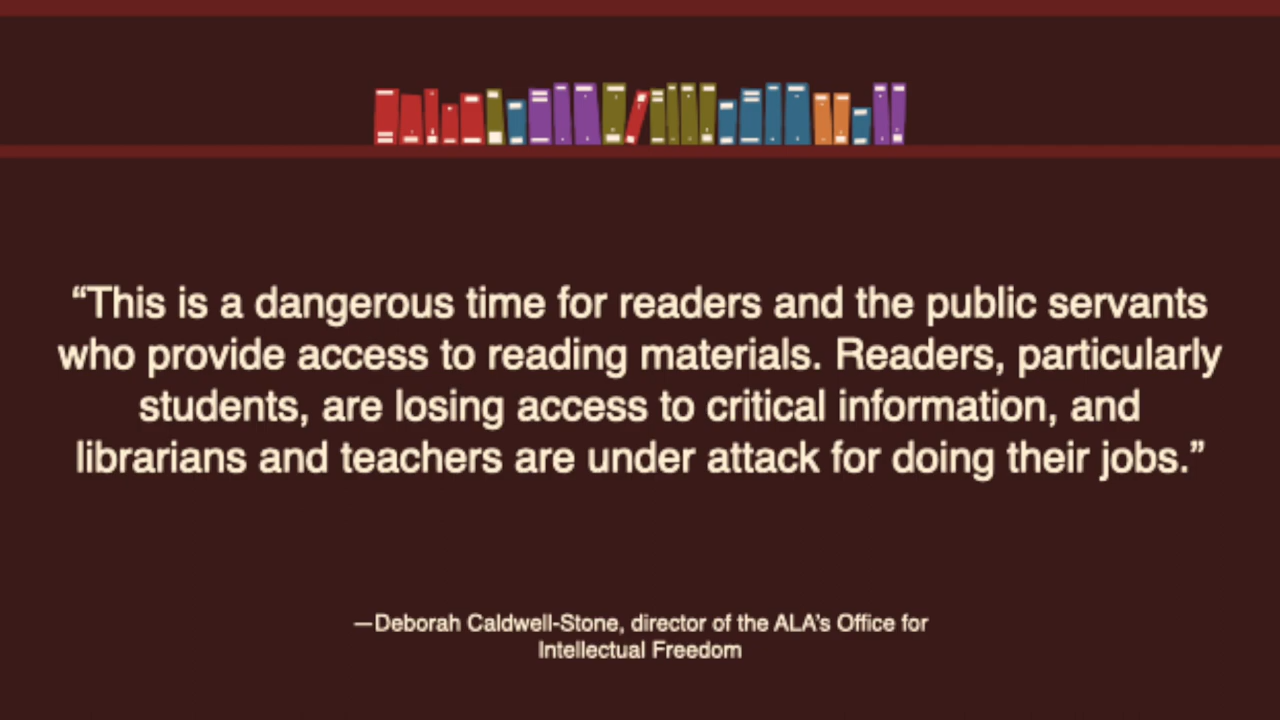 “This is a dangerous time for readers and the public servants
who provide access to reading materials. Readers, particularly
students, are losing access to critical information, and
librarians and teachers are under attack for doing their jobs.”
—Deborah Caldwell-Stone, director of the ALA’s Office for
Intellectual Freedom